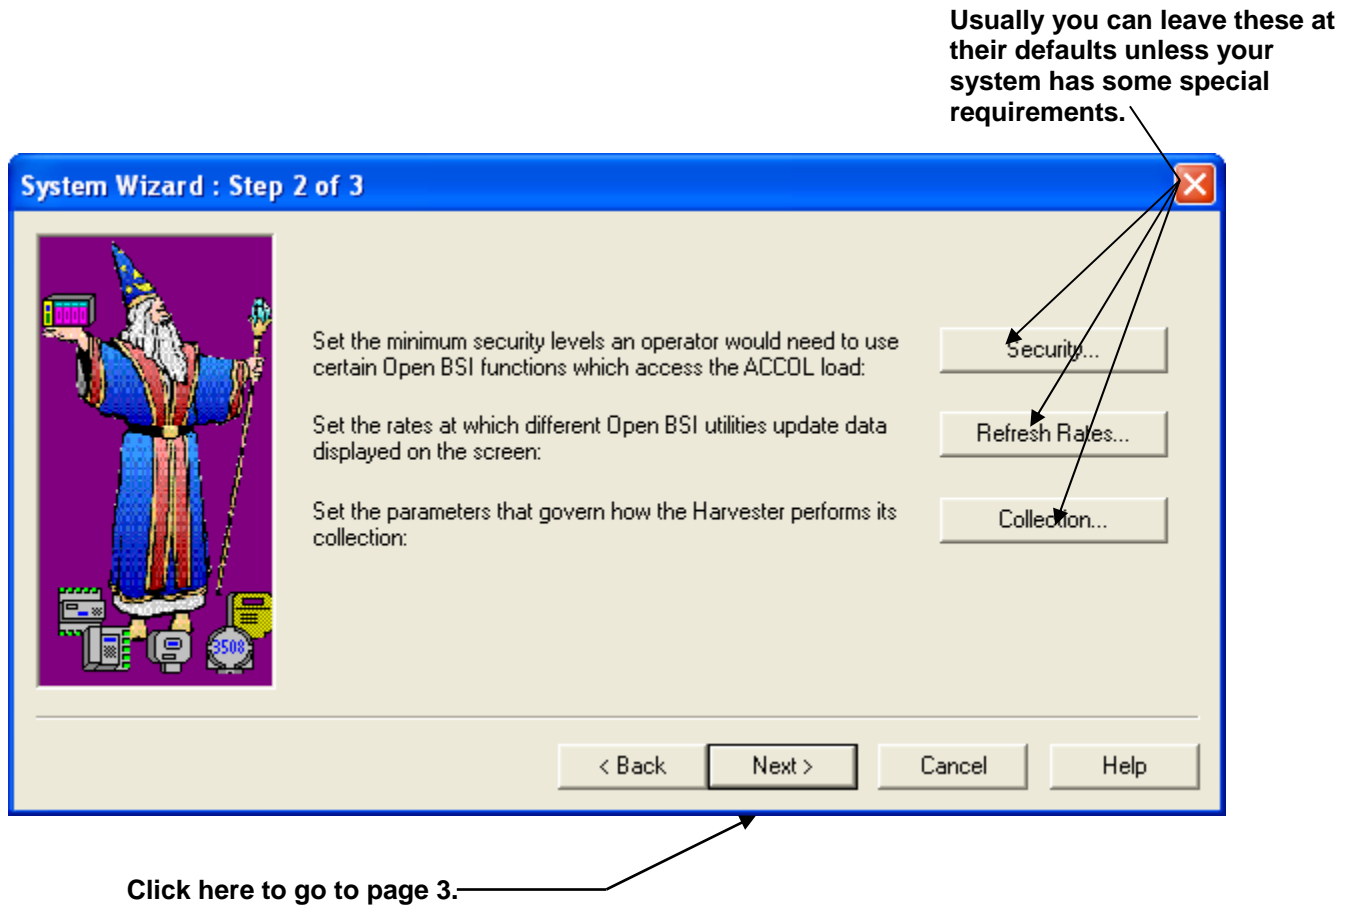 Usually you can leave these at
their defaults unless your
system has some special
requirements.
System Wizard : Step 2 of 3
Set the minimum security levels an operator would need to use
certain Open BSI functions which access the ACCOL load:
Security...
Set the rates at which different Open BSI utilities update data
displayed on the screen:
Refresh Rates...
Set the parameters that govern how the Harvester performs its
collection:
Collection...
3508
< Back
Next >
Cancel
Help
Click here to go to page 3.